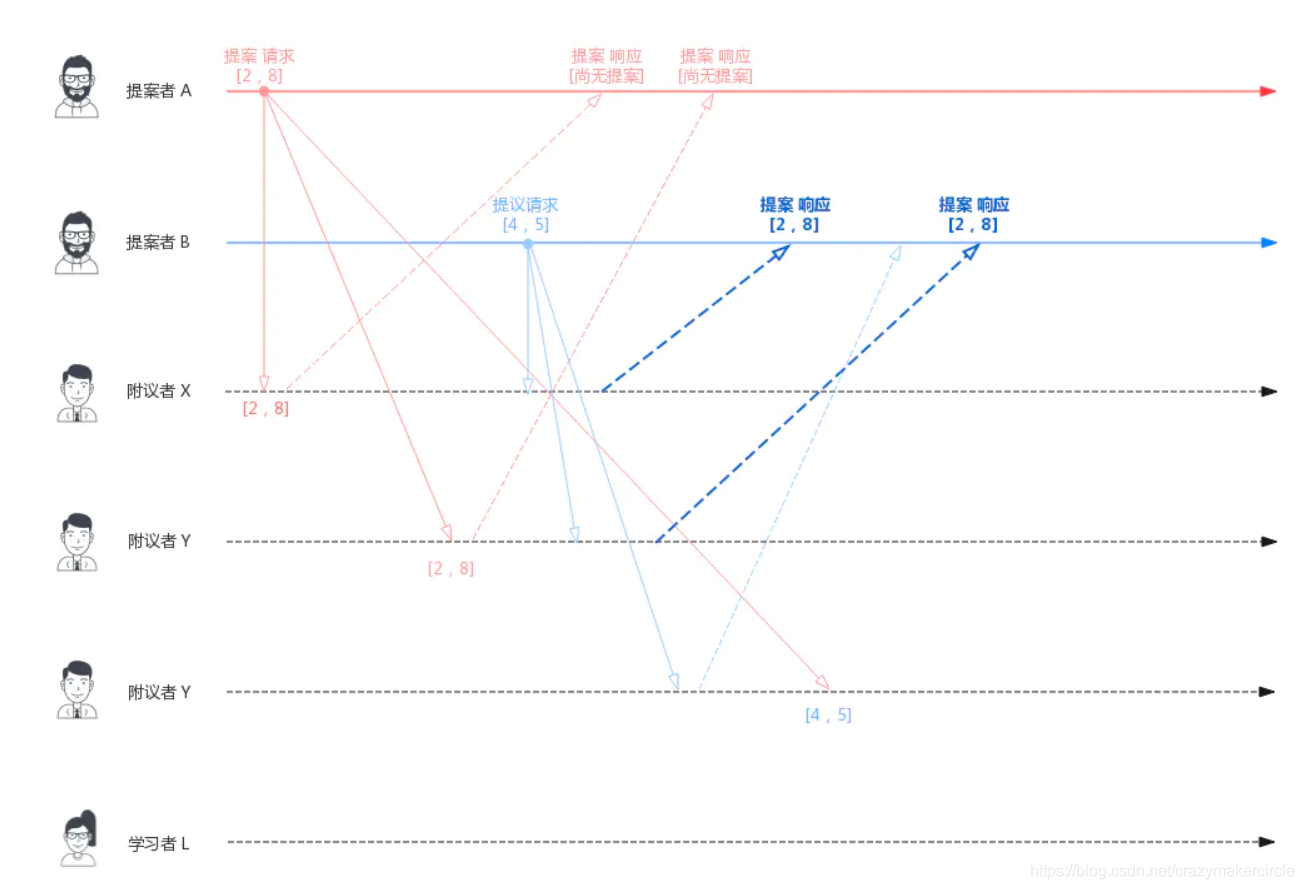 提案 请求
[2 , 8]
提案 响应
[尚无提案]
提案 响应
[尚无提案]
提案者 A
提议请求
[4 , 5]
提案 响应
[2 , 8]
提案 响应
[2 , 8]
提案者 B
附议者 X
[2 , 8]
附议者 Y
[2 , 8]
附议者 Y
[4 , 5]
学习者 L
https://blog.csdn.net/crazymakercircle